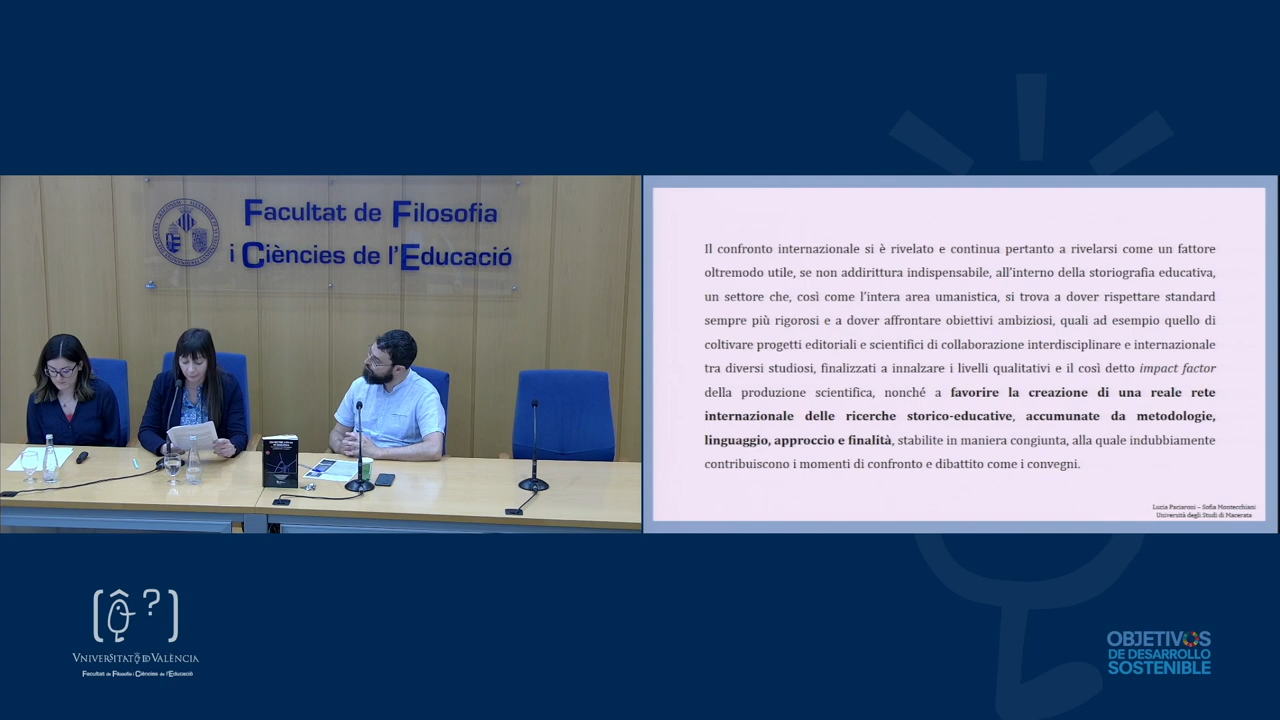 Facultat de Filosofia
i Ciències de l'Educació
Il confronto internazionale si è rivelato e continua pertanto a rivelarsi come un fattore
oltremodo utile, se non addirittura indispensabile, all'interno della storiografia educativa,
un settore che, così come l'intera area umanistica, si trova a dover rispettare standard
sempre più rigorosi e a dover affrontare obiettivi ambiziosi, quali ad esempio quello di
coltivare progetti editoriali e scientifici di collaborazione interdisciplinare e internazionale
tra diversi studiosi, finalizzati a innalzare i livelli qualitativi e il così detto impact factor
della produzione scientifica, nonché a favorire la creazione di una reale rete
internazionale delle ricerche storico-educative, accumunate da metodologie,
linguaggio, approccio e finalità, stabilite in maniera congiunta, alla quale indubbiamente
contribuiscono i momenti di confronto e dibattito come i convegni.
Lucia Paciaroni – Sofia Montecchiani
Università degli Studi di Macerata
VNIVERSITAT DE VALÈNCIA
Facultat de Filosofia i Ciències de l'Educació
OBJETIVOS
DE DESARROLLO
SOSTENIBLE